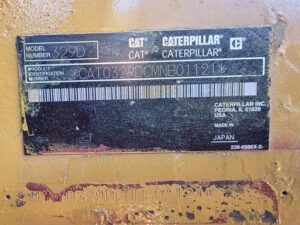 MODEL NUMBER 329D CAT CATERPILLAR
CAT CATERPILLAR
PRODUCT IDENTIFICATION NUMBER *CAT0329DCMNB01121*
CATERPILLAR INC.
PEORIA, IL 61629
USA
MADE IN
JAPAN